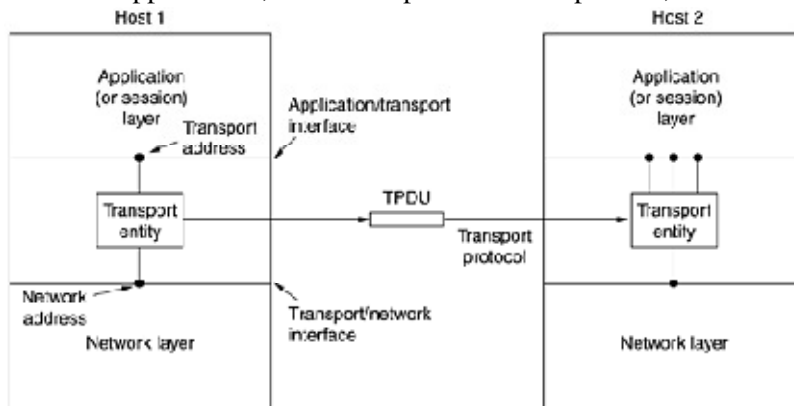 Host 1
Host 2
Application
(or session)
layer
Application/transport
interface
Transport
address
Application
(or session)
layer
TPDU
Transport
entity
Transport
protocol
Transport
entity
Network
address
Transport/network
interface
Network layer
Network layer